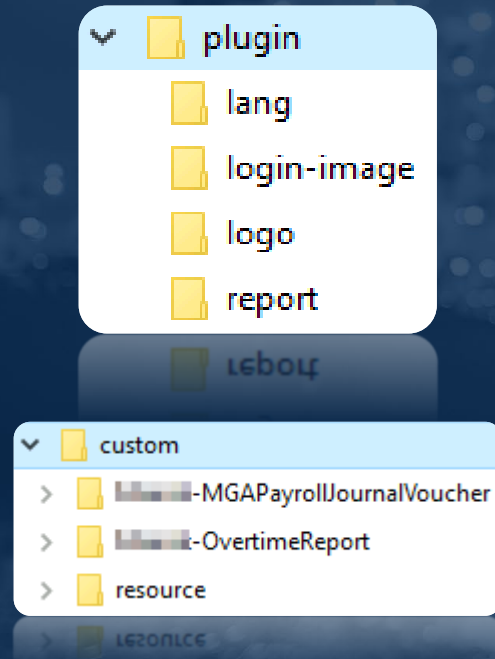 plugin
lang
login-image
logo
report
custom
-MGAPayrollJournalVoucher
-OvertimeReport
resource